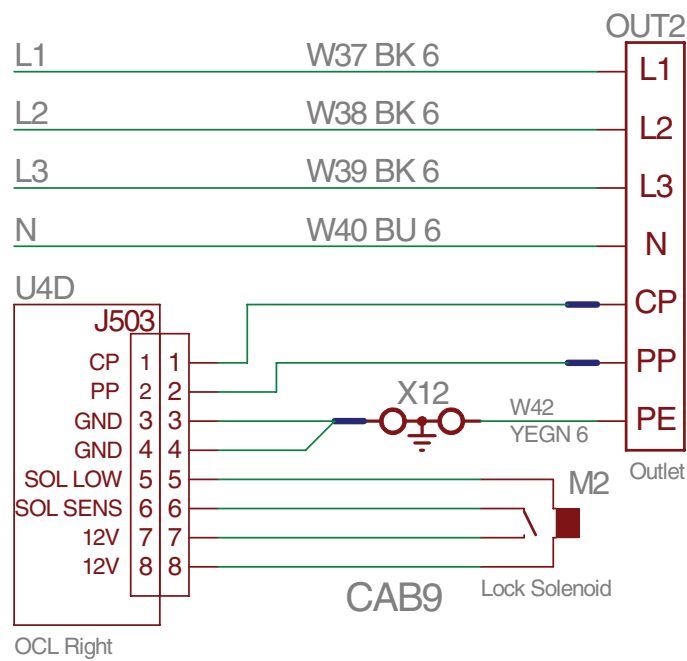 OUT2
L1 W37 BK 6 L1
L2 W38 BK 6 L2
L3 W39 BK 6 L3
N W40 BU 6 N
U4D
CP
J503
CP 1 1
PP
PP 2 2
X12
GND 3 3
W42
PE
YEGN 6
GND 4 4
Outlet
SOL LOW 5 5
M2
SOL SENS 6 6
12V 7 7
12V 8 8
Lock Solenoid
CAB9
OCL Right